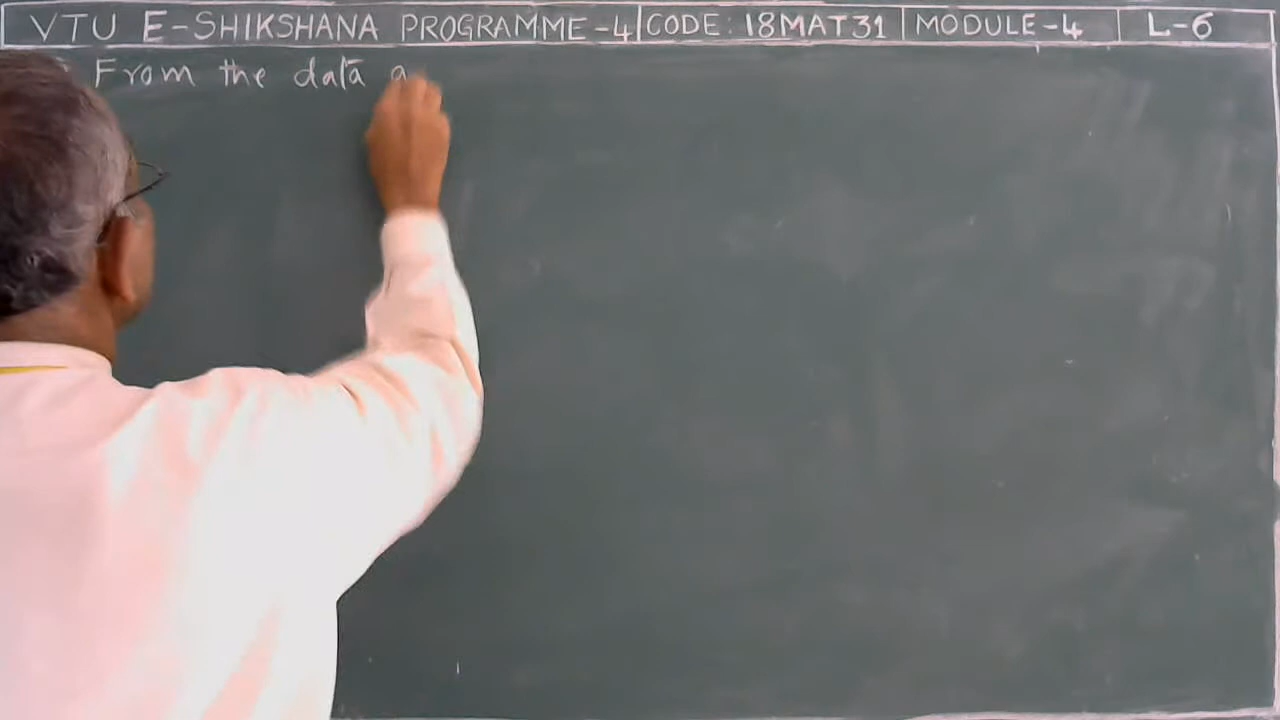 VTU E-SHIKSHANA PROGRAMME-4 CODE: 18MAT31 MODULE-4 L-6
From the data